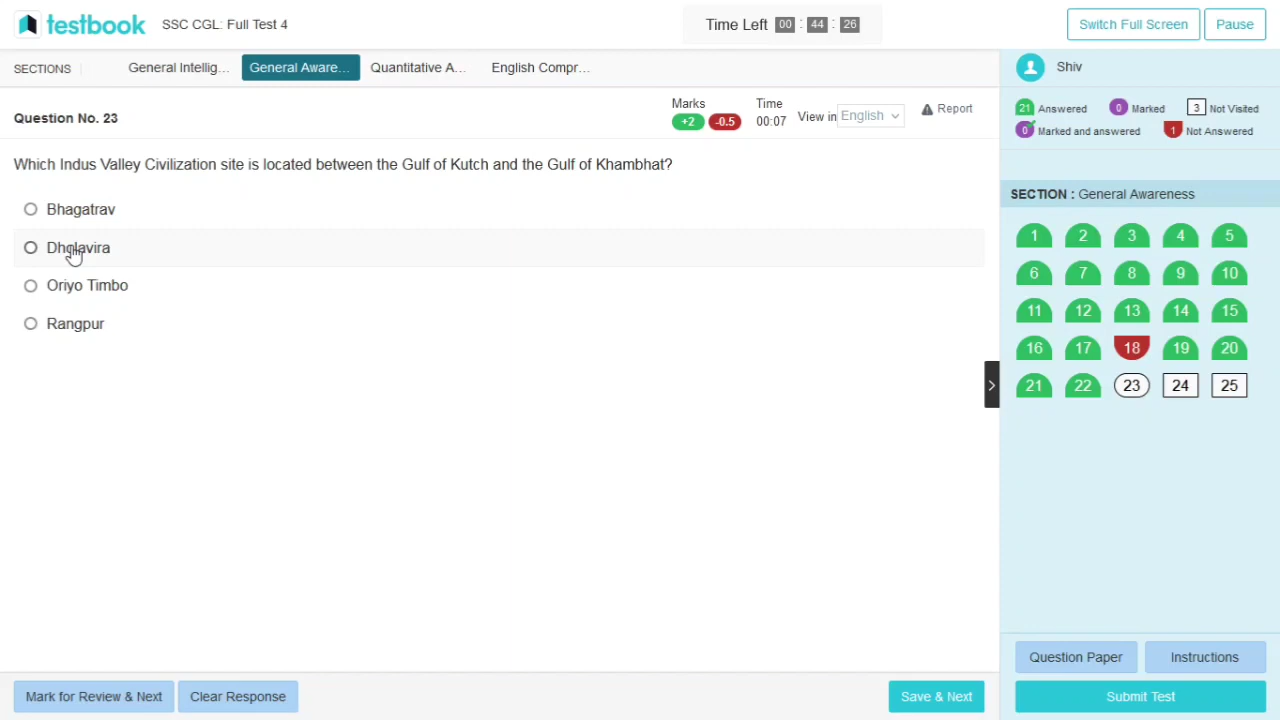 testbook SSC CGL: Full Test 4 Time Left 00 : 44 : 26 Switch Full Screen Pause
SECTIONS General Intellig... General Aware... Quantitative A... English Compr... Shiv
Question No. 23 Marks +2 -0.5 Time 00:07 View in English Report
21 Answered 0 Marked 3 Not Visited
0 Marked and answered 1 Not Answered
Which Indus Valley Civilization site is located between the Gulf of Kutch and the Gulf of Khambhat?
Bhagatrav
Dholavira
Oriyo Timbo
Rangpur
SECTION : General Awareness
1 2 3 4 5
6 7 8 9 10
11 12 13 14 15
16 17 18 19 20
21 22 23 24 25
Question Paper Instructions
Mark for Review & Next Clear Response Save & Next Submit Test